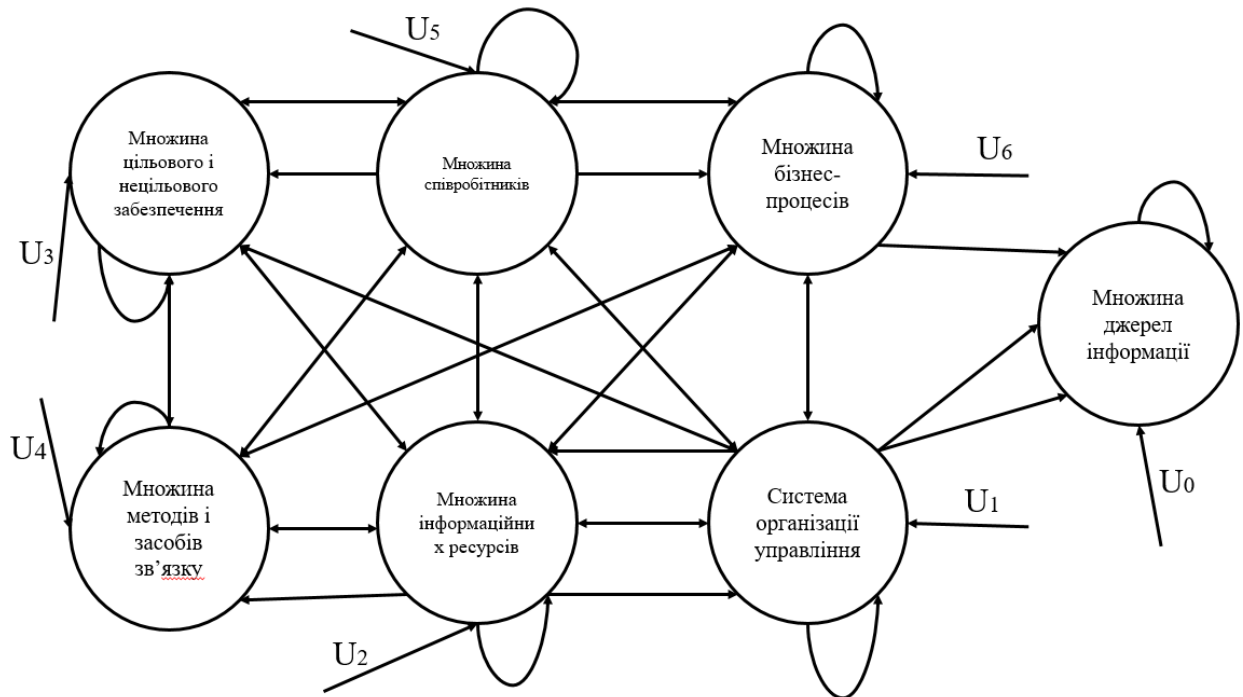 U5
Множина
цільового і
нецільового
забезпечення
Множина
співробітників
Множина
бізнес-
процесів
U6
U3
Множина
джерел
інформації
U4
Множина
методів і
засобів
зв’язку
Множина
інформаційни
х ресурсів
Система
організації
управління
U1
U0
U2